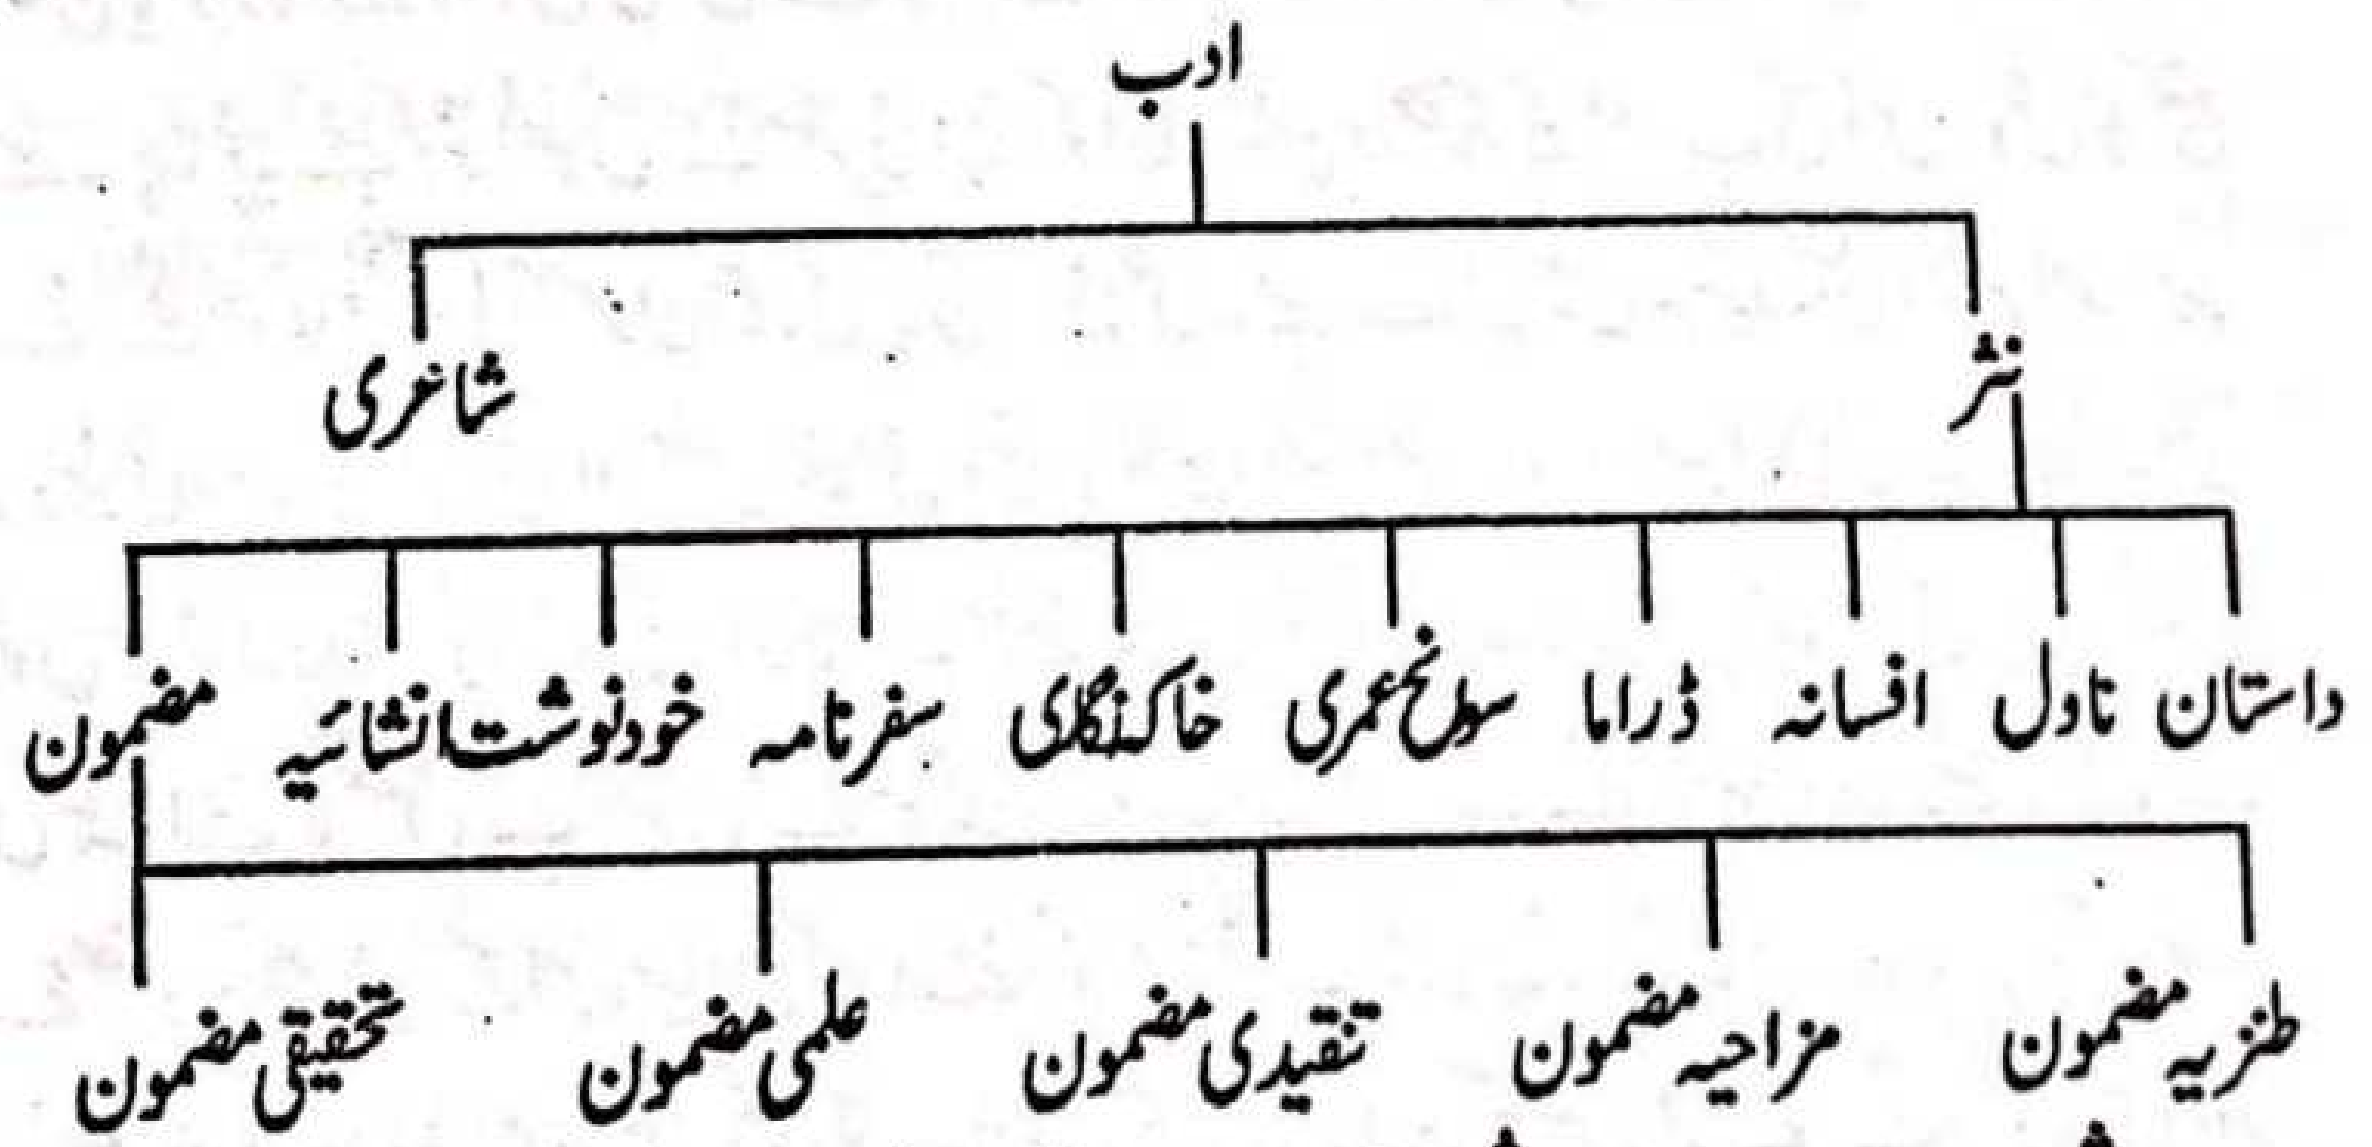 ادب
نثر شاعری
داستان ناول افسانہ ڈراما سوانح عمری خاکہ نگاری سفرنامہ خودنوشت انشائیہ مضمون
طنزیہ مضمون مزاحیہ مضمون تنقیدی مضمون علمی مضمون تحقیقی مضمون